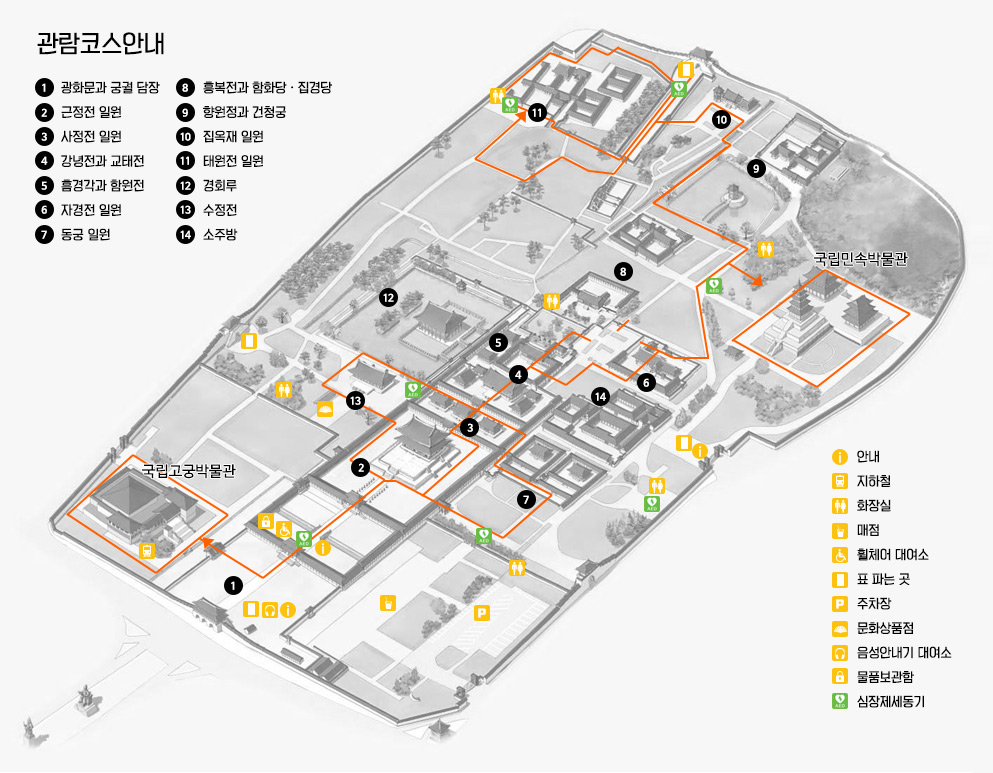 관람코스안내
1 광화문과 궁궐 담장
2 근정전 일원
3 사정전 일원
4 강녕전과 교태전
5 흠경각과 함원전
6 자경전 일원
7 동궁 일원
8 흥복전과 함화당 · 집경당
9 향원정과 건청궁
10 집옥재 일원
11 태원전 일원
12 경회루
13 수정전
14 소주방
AED
AED
11
10
9
국립민속박물관
8
AED
12
5
4
6
AED
14
13
3
2
국립고궁박물관
7
AED
AED
AED
1
P
i
i
i
i 안내
지하철
화장실
매점
휠체어 대여소
표 파는 곳
P 주차장
문화상품점
음성안내기 대여소
물품보관함
AED 심장제세동기